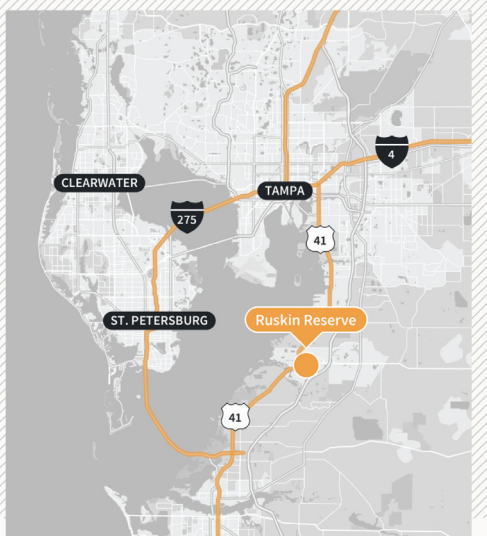 4
CLEARWATER
TAMPA
275
41
ST. PETERSBURG
Ruskin Reserve
41